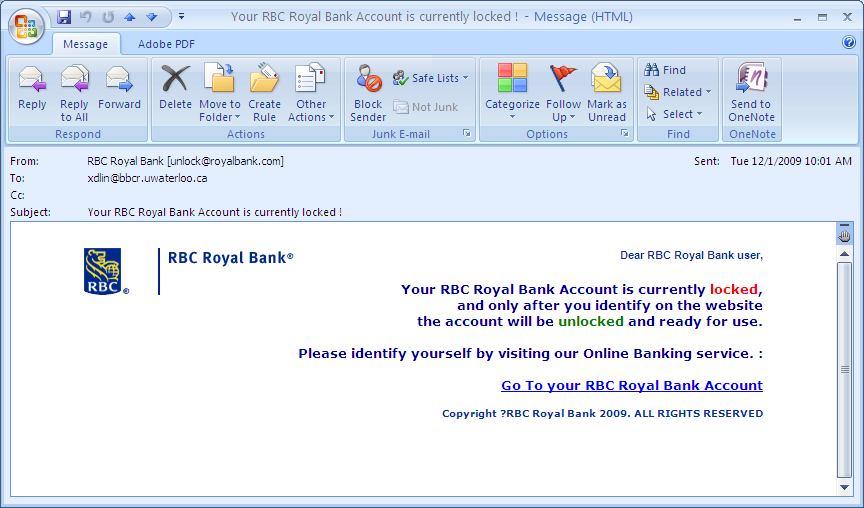 Your RBC Royal Bank Account is currently locked ! - Message (HTML)
Message Adobe PDF
Reply Reply to All Forward
Respond
Delete Move to Folder Create Rule Other Actions
Actions
Block Sender Safe Lists Not Junk
Junk E-mail
Categorize Follow Up Mark as Unread
Options
Find Related Select
Find
Send to OneNote
OneNote
From: RBC Royal Bank [unlock@royalbank.com] Sent: Tue 12/1/2009 10:01 AM
To: xdlin@bbcr.uwaterloo.ca
Cc:
Subject: Your RBC Royal Bank Account is currently locked !
RBC ®
RBC Royal Bank®
Dear RBC Royal Bank user,
Your RBC Royal Bank Account is currently locked,
and only after you identify on the website
the account will be unlocked and ready for use.
Please identify yourself by visiting our Online Banking service. :
Go To your RBC Royal Bank Account
Copyright ?RBC Royal Bank 2009. ALL RIGHTS RESERVED